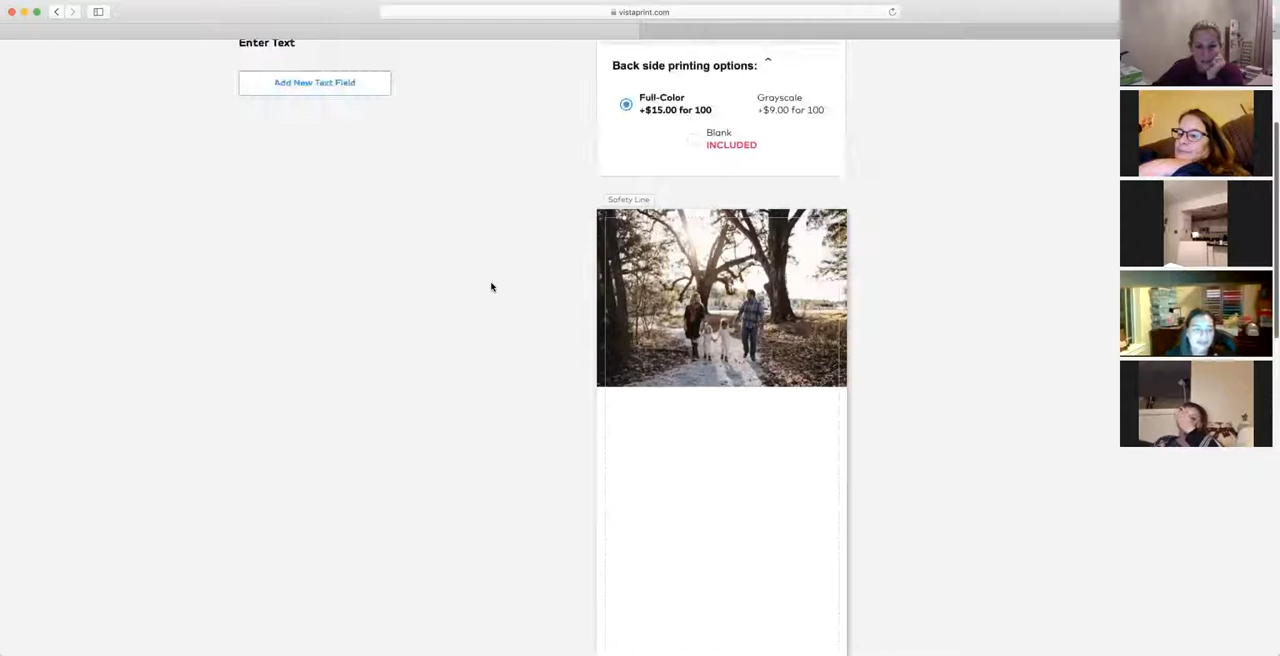 vistaprint.com
Enter Text
Add New Text Field
Back side printing options:
Full-Color
+$15.00 for 100
Grayscale
+$9.00 for 100
Blank
INCLUDED
Safety Line